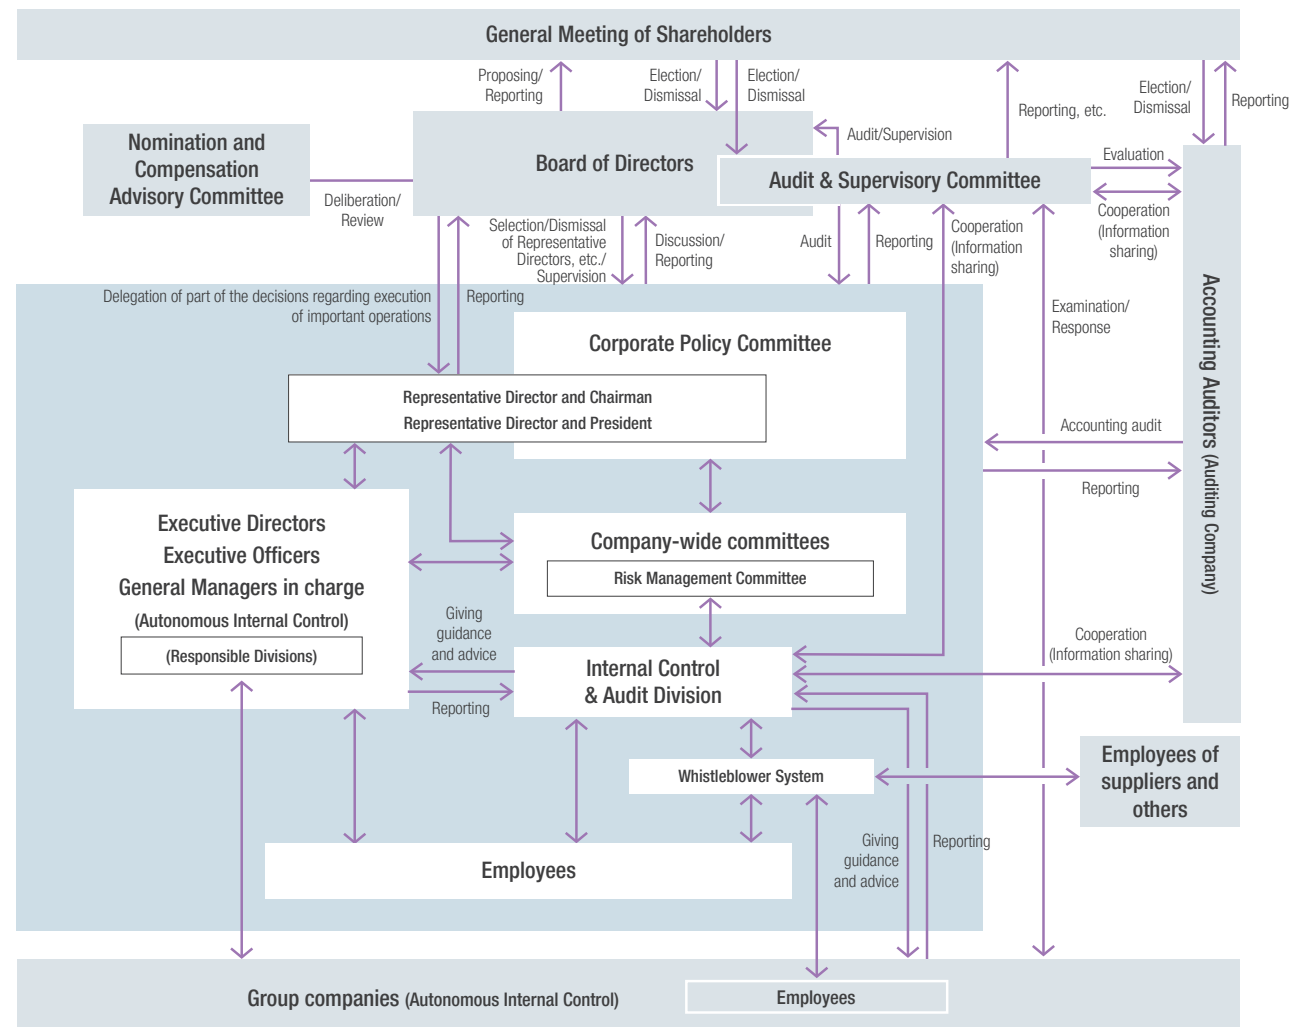 General Meeting of Shareholders
Proposing/
Reporting
Election/
Dismissal
Election/
Dismissal
Reporting, etc.
Election/
Dismissal
Reporting
Nomination and
Compensation
Advisory Committee
Deliberation/
Review
Board of Directors
Audit/Supervision
Audit & Supervisory Committee
Evaluation
Cooperation
(Information
sharing)
Selection/Dismissal
of Representative
Directors, etc./
Supervision
Discussion/
Reporting
Audit
Reporting
Cooperation
(Information
sharing)
Delegation of part of the decisions regarding execution
of important operations
Reporting
Examination/
Response
Accounting Auditors (Auditing Company)
Corporate Policy Committee
Representative Director and Chairman
Representative Director and President
Accounting audit
Reporting
Executive Directors
Executive Officers
General Managers in charge
(Autonomous Internal Control)
(Responsible Divisions)
Company-wide committees
Risk Management Committee
Giving
guidance
and advice
Reporting
Internal Control
& Audit Division
Cooperation
(Information sharing)
Whistleblower System
Employees of
suppliers and
others
Giving
guidance
and advice
Reporting
Employees
Group companies (Autonomous Internal Control)
Employees